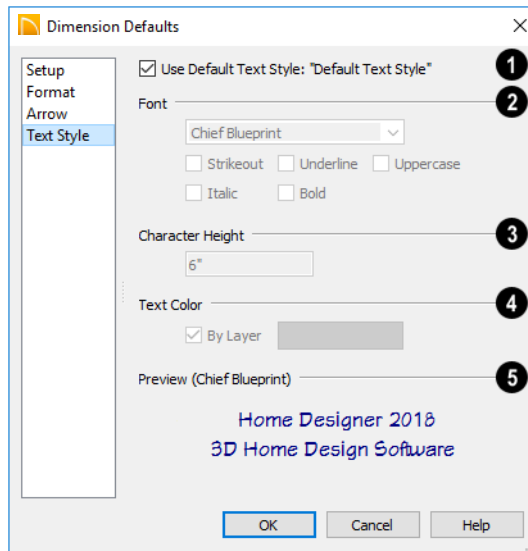 Dimension Defaults
Setup
Format
Arrow
Text Style
Use Default Text Style: "Default Text Style"
1
Font
2
Chief Blueprint
Strikeout Underline Uppercase
Italic Bold
Character Height
3
6"
Text Color
4
By Layer
Preview (Chief Blueprint)
5
Home Designer 2018
3D Home Design Software
OK Cancel Help